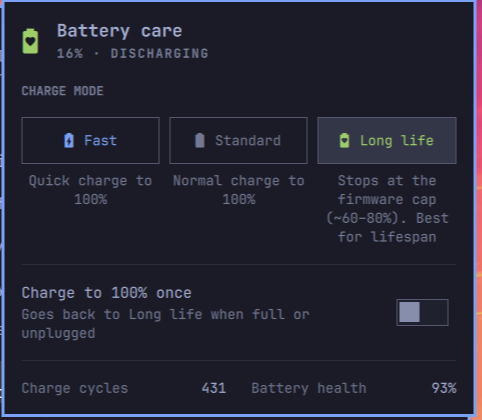 Battery care
16% · DISCHARGING
CHARGE MODE
Fast
Standard
Long life
Quick charge to
100%
Normal charge to
100%
Stops at the
firmware cap
(~60–80%). Best
for lifespan
Charge to 100% once
Goes back to Long life when full or
unplugged
Charge cycles 431 Battery health 93%